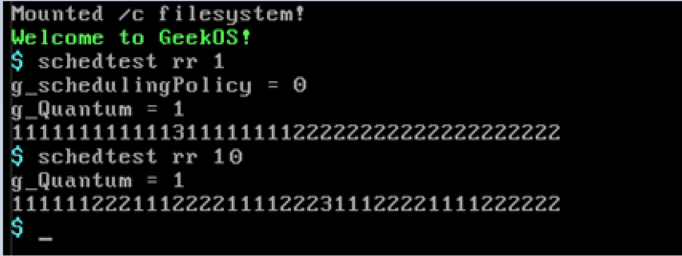 Mounted /c filesystem!
Welcome to GeekOS!
$ schedtest rr 1
g_schedulingPolicy = 0
g_Quantum = 1
11111111111131111111122222222222222222222
$ schedtest rr 10
g_Quantum = 1
11111122211122221111222311122221111222222
$ _